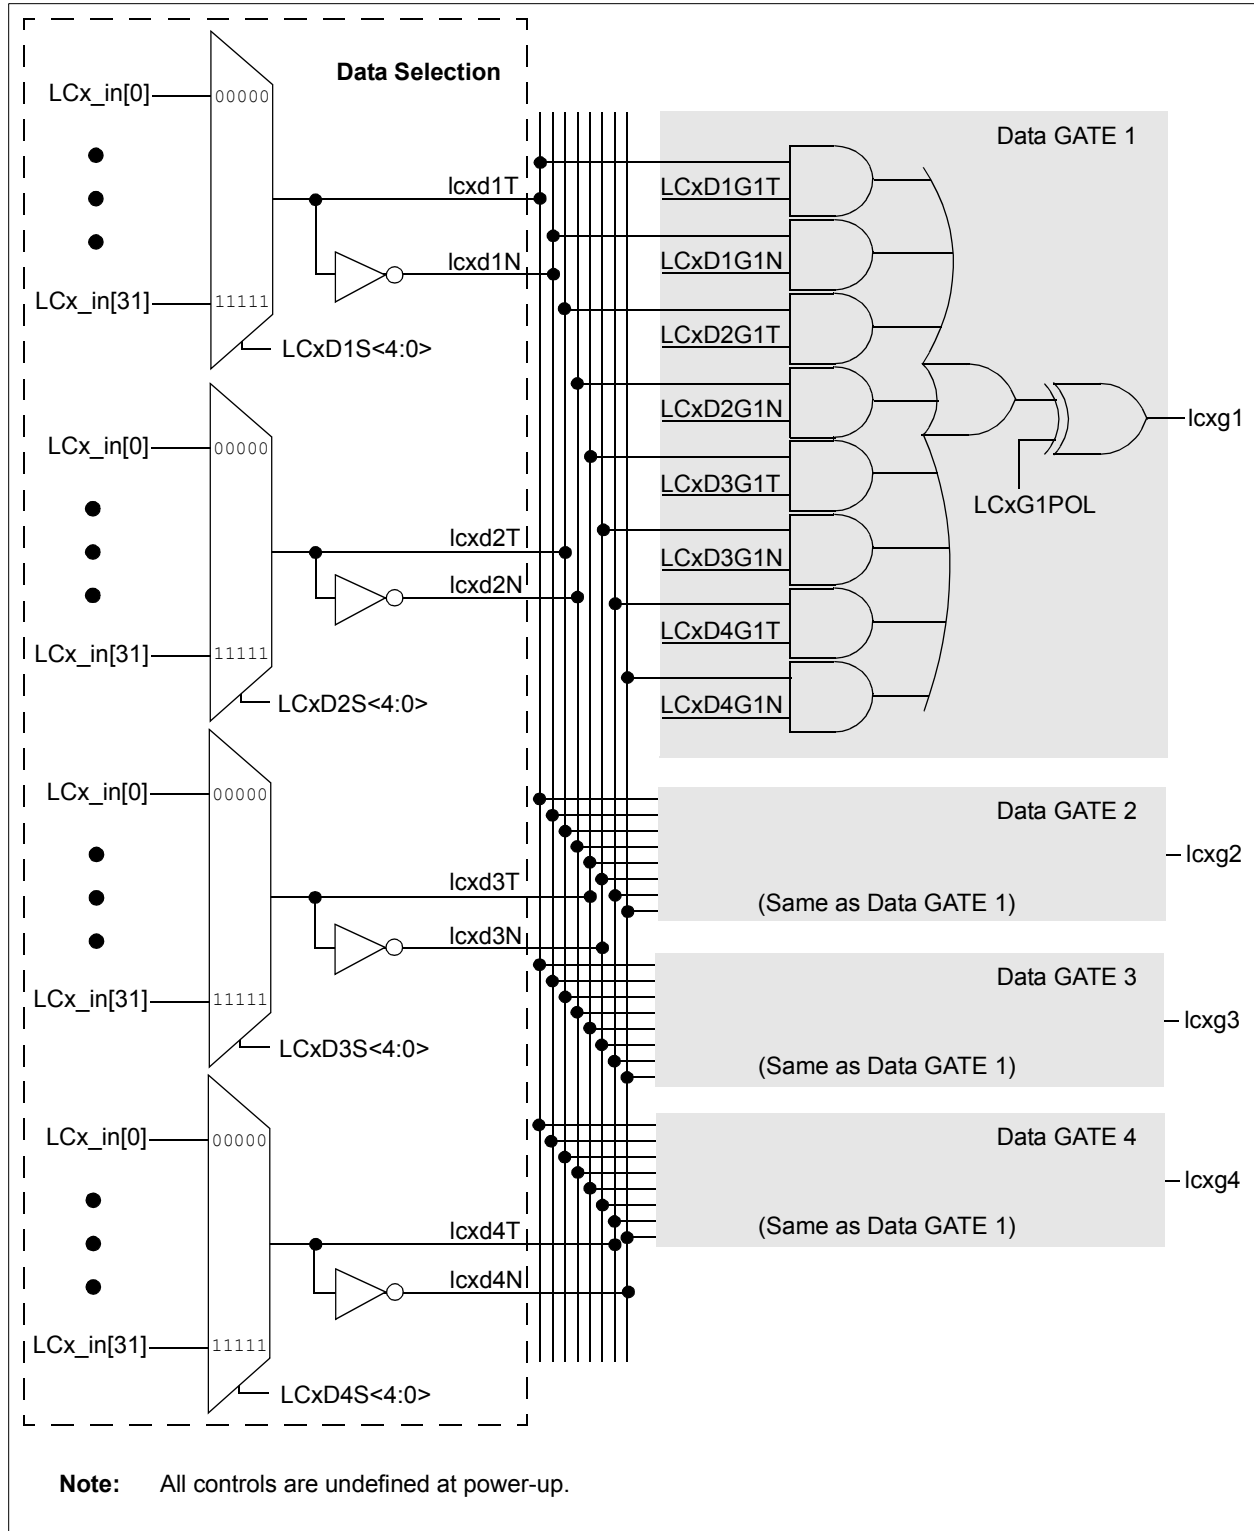 Data Selection
LCx_in[0]
00000
lcxd1T
lcxd1N
LCx_in[31]
11111
LCxD1S<4:0>
LCx_in[0]
00000
lcxd2T
lcxd2N
LCx_in[31]
11111
LCxD2S<4:0>
LCx_in[0]
00000
lcxd3T
lcxd3N
LCx_in[31]
11111
LCxD3S<4:0>
LCx_in[0]
00000
lcxd4T
lcxd4N
LCx_in[31]
11111
LCxD4S<4:0>
Data GATE 1
LCxD1G1T
LCxD1G1N
LCxD2G1T
LCxD2G1N
LCxD3G1T
LCxD3G1N
LCxD4G1T
LCxD4G1N
LCxG1POL
lcxg1
Data GATE 2
lcxg2
(Same as Data GATE 1)
Data GATE 3
lcxg3
(Same as Data GATE 1)
Data GATE 4
lcxg4
(Same as Data GATE 1)
Note: All controls are undefined at power-up.